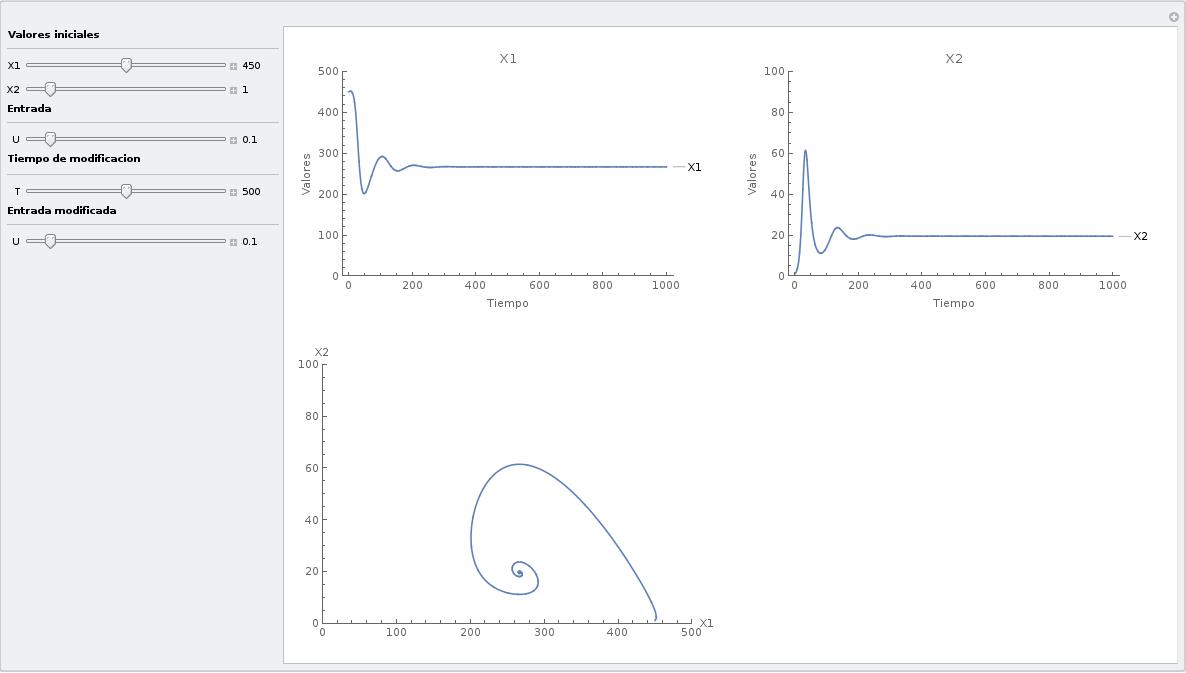 Valores iniciales
X1 450
X2 1
Entrada
U 0.1
Tiempo de modificacion
T 500
Entrada modificada
U 0.1
X1
500
400
300
200
100
0
Valores
0 200 400 600 800 1000
Tiempo
X1
X2
100
80
60
40
20
0
Valores
0 200 400 600 800 1000
Tiempo
X2
X2
100
80
60
40
20
0
0 100 200 300 400 500
X1